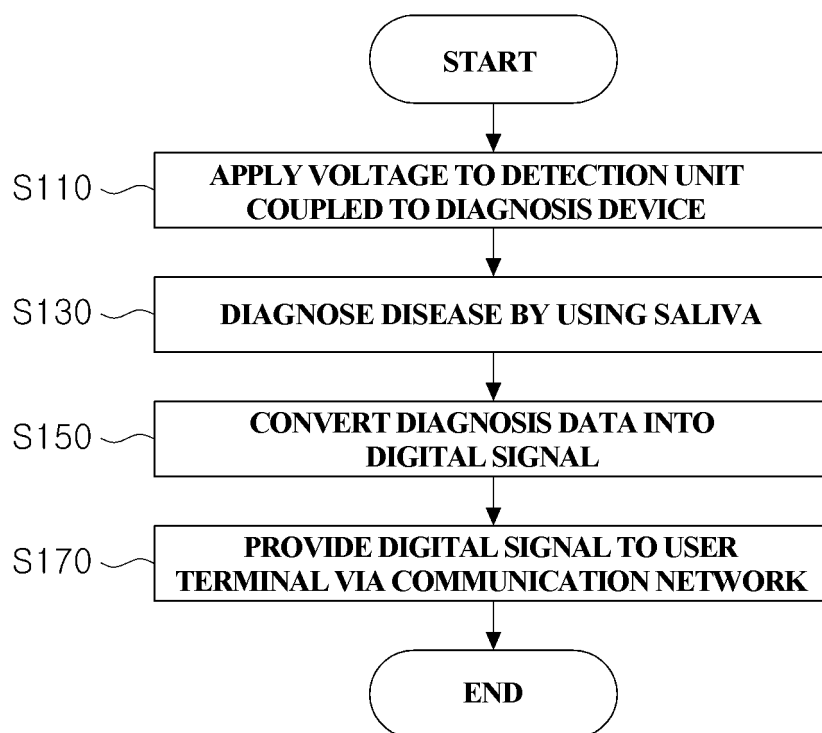 START
S110
APPLY VOLTAGE TO DETECTION UNIT
COUPLED TO DIAGNOSIS DEVICE
S130
DIAGNOSE DISEASE BY USING SALIVA
S150
CONVERT DIAGNOSIS DATA INTO
DIGITAL SIGNAL
S170
PROVIDE DIGITAL SIGNAL TO USER
TERMINAL VIA COMMUNICATION NETWORK
END